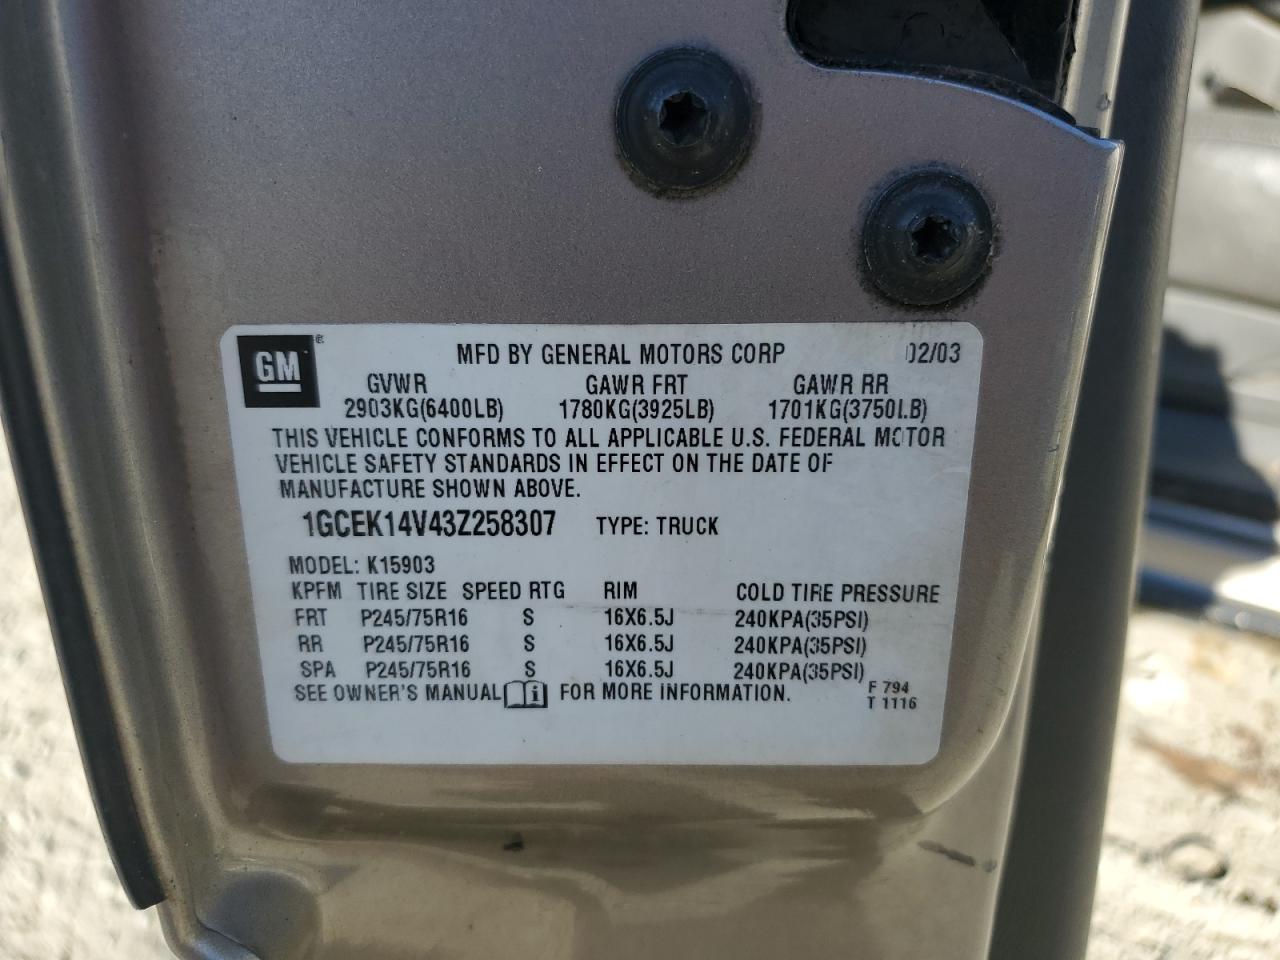 GM ®
MFD BY GENERAL MOTORS CORP 02/03
GVWR GAWR FRT GAWR RR
2903KG(6400LB) 1780KG(3925LB) 1701KG(3750LB)
THIS VEHICLE CONFORMS TO ALL APPLICABLE U.S. FEDERAL MOTOR
VEHICLE SAFETY STANDARDS IN EFFECT ON THE DATE OF
MANUFACTURE SHOWN ABOVE.
1GCEK14V43Z258307 TYPE: TRUCK
MODEL: K15903
KPFM TIRE SIZE SPEED RTG RIM COLD TIRE PRESSURE
FRT P245/75R16 S 16X6.5J 240KPA(35PSI)
RR P245/75R16 S 16X6.5J 240KPA(35PSI)
SPA P245/75R16 S 16X6.5J 240KPA(35PSI)
SEE OWNER'S MANUAL i FOR MORE INFORMATION.
F 794
T 1116